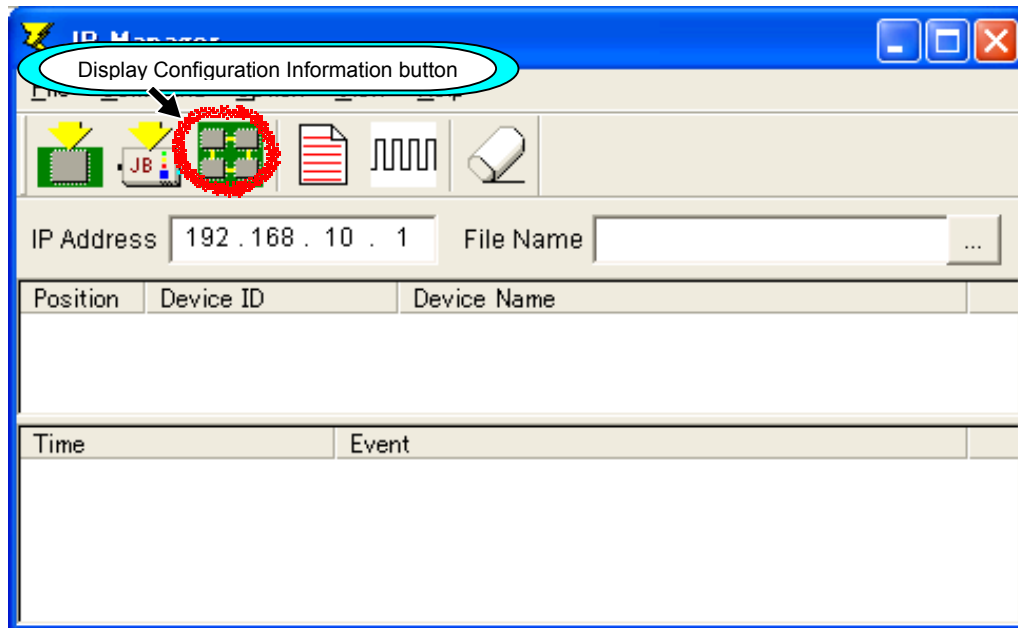 Display Configuration Information button
JB
IP Address 192.168. 10 . 1 File Name ...
Position Device ID Device Name
Time Event